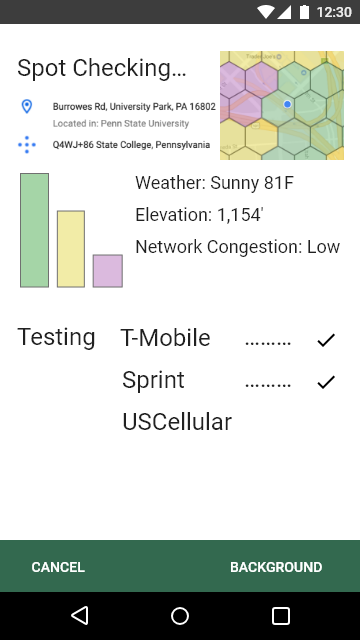 12:30
Spot Checking...
Burrowes Rd, University Park, PA 16802
Located in: Penn State University
Q4WJ+86 State College, Pennsylvania
Weather: Sunny 81F
Elevation: 1,154'
Network Congestion: Low
Testing T-Mobile ..........
Sprint ..........
USCellular
CANCEL BACKGROUND